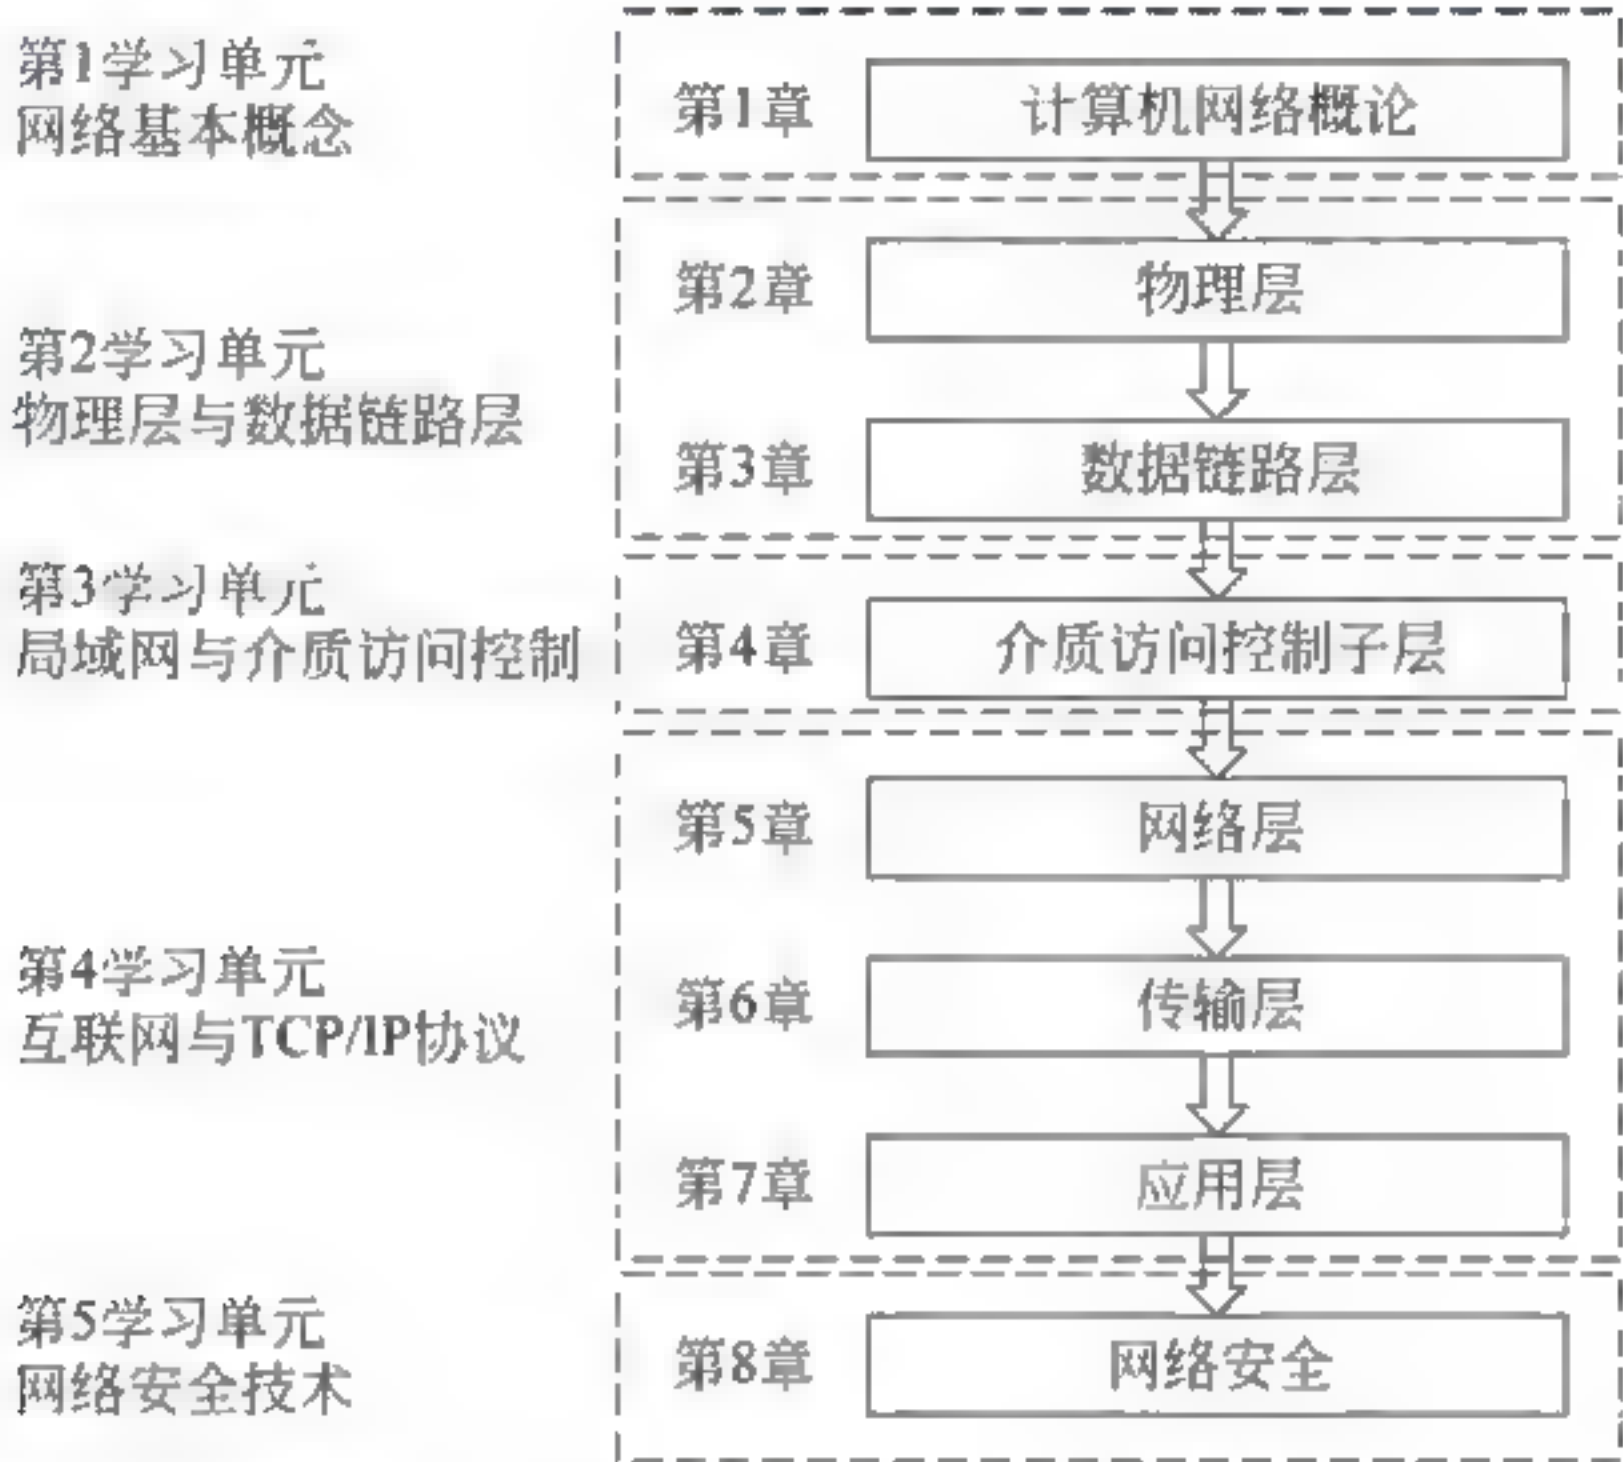 第1学习单元
网络基本概念
第1章 计算机网络概论
第2学习单元
物理层与数据链路层
第2章 物理层
第3章 数据链路层
第3学习单元
局域网与介质访问控制
第4章 介质访问控制子层
第4学习单元
互联网与TCP/IP协议
第5章 网络层
第6章 传输层
第7章 应用层
第5学习单元
网络安全技术
第8章 网络安全